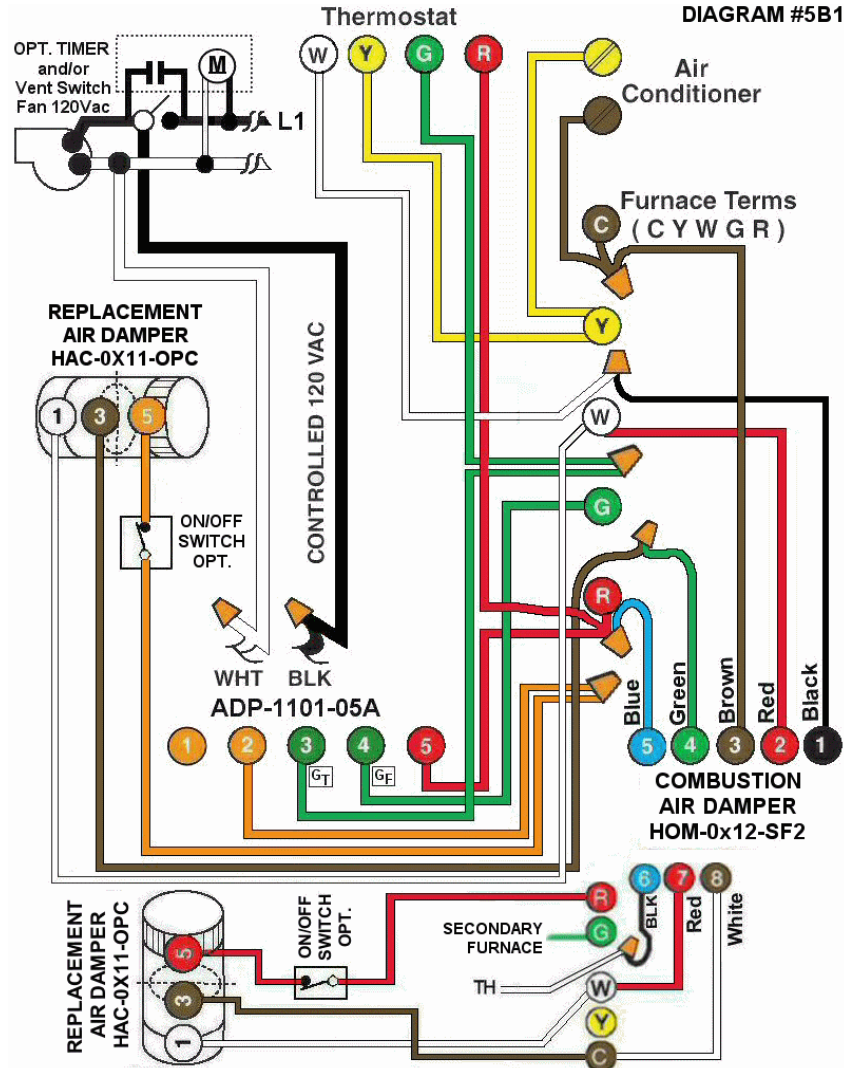 DIAGRAM #5B1
Thermostat
W
Y
G
R
OPT. TIMER
and/or
Vent Switch
Fan 120Vac
M
L1
Air
Conditioner
Furnace Terms
( C Y W G R )
C
Y
W
G
R
REPLACEMENT
AIR DAMPER
HAC-0X11-OPC
1
3
5
CONTROLLED 120 VAC
ON/OFF
SWITCH
OPT.
WHT
BLK
ADP-1101-05A
1
2
3
4
5
GT
GF
Blue
Green
Brown
Red
Black
5
4
3
2
1
COMBUSTION
AIR DAMPER
HOM-0x12-SF2
REPLACEMENT
AIR DAMPER
HAC-0X11-OPC
5
3
1
ON/OFF
SWITCH
OPT.
SECONDARY
FURNACE
TH
R
G
W
Y
C
6
7
8
BLK
Red
White